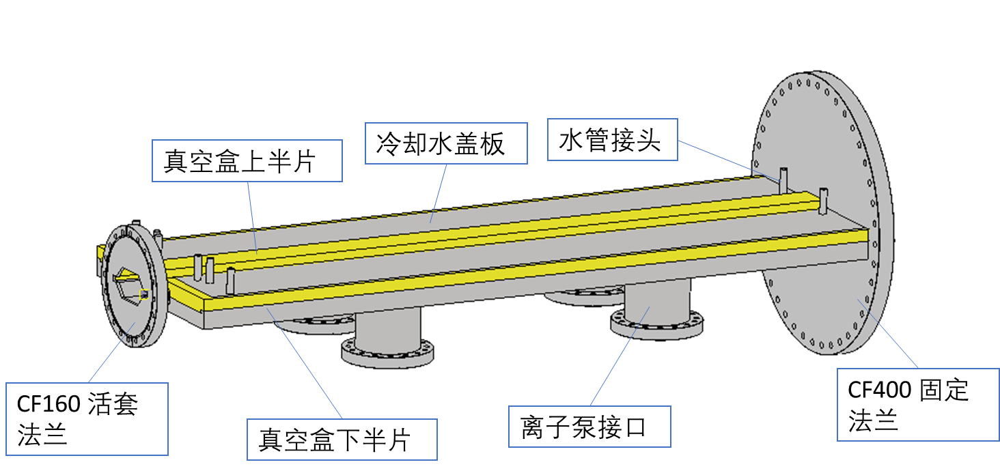 冷却水盖板
水管接头
真空盒上半片
CF160 活套
法兰
真空盒下半片
离子泵接口
CF400 固定
法兰